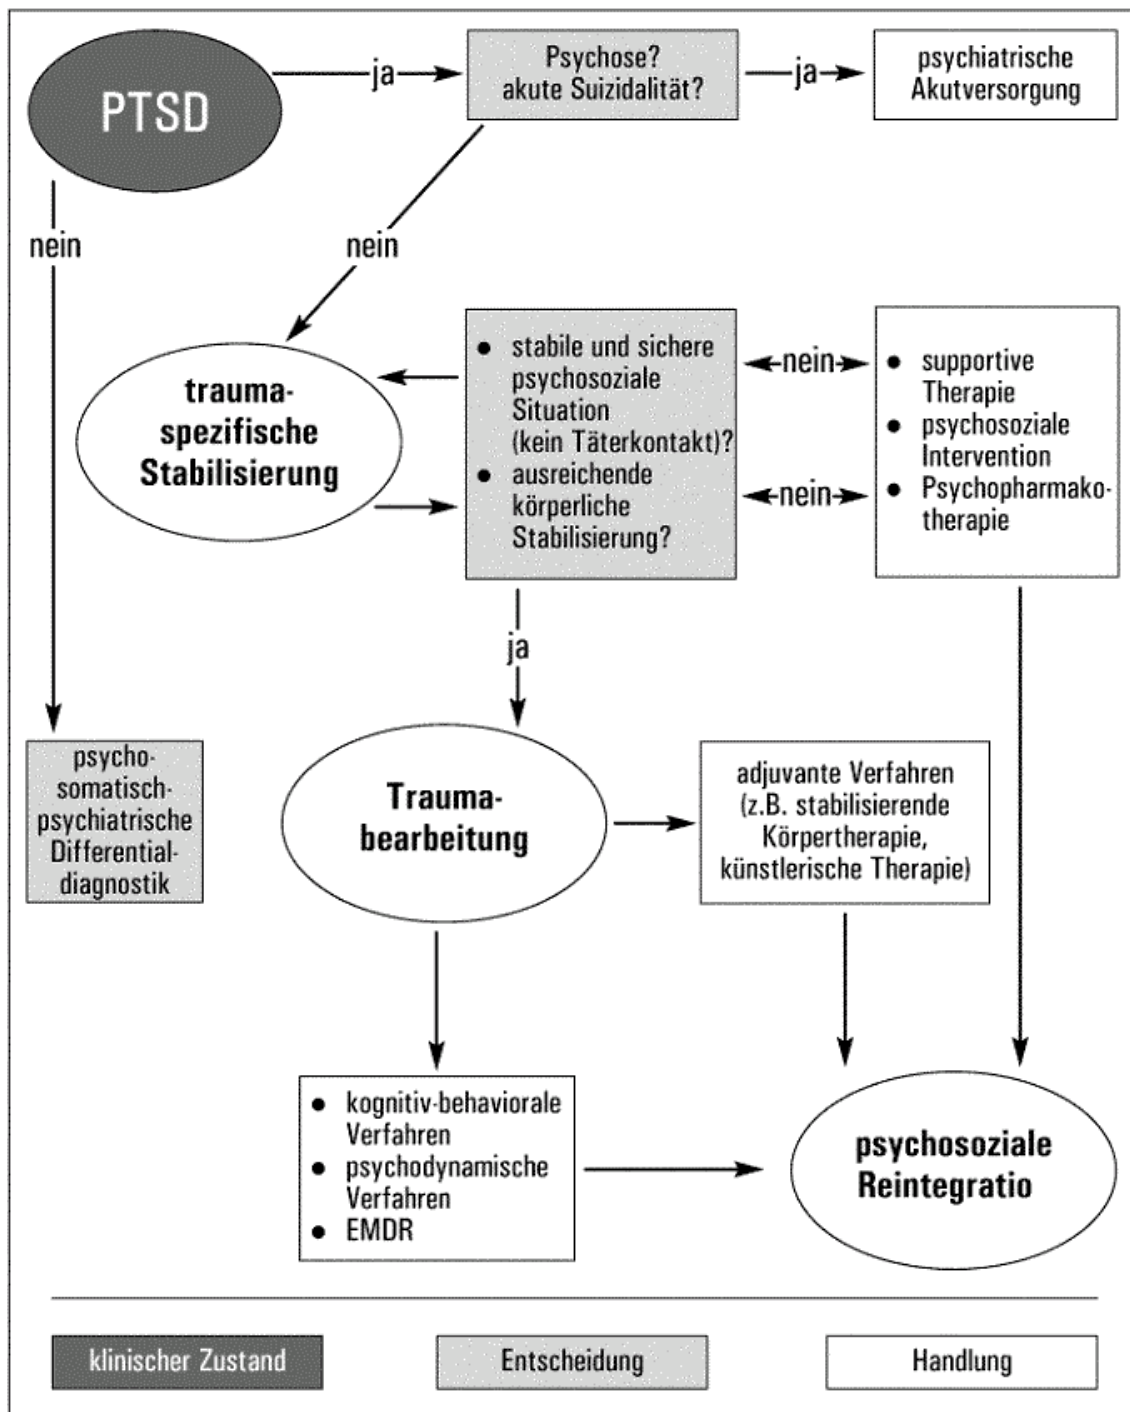 PTSD
ja
Psychose?
akute Suizidalität?
ja
psychiatrische
Akutversorgung
nein
nein
trauma-
spezifische
Stabilisierung
● stabile und sichere
psychosoziale
Situation
(kein Täterkontakt)?
● ausreichende
körperliche
Stabilisierung?
nein
nein
● supportive
Therapie
● psychosoziale
Intervention
● Psychopharmako-
therapie
ja
psycho-
somatisch-
psychiatrische
Differential-
diagnostik
Trauma-
bearbeitung
adjuvante Verfahren
(z.B. stabilisierende
Körpertherapie,
künstlerische Therapie)
● kognitiv-behaviorale
Verfahren
● psychodynamische
Verfahren
● EMDR
psychosoziale
Reintegratio
klinischer Zustand
Entscheidung
Handlung